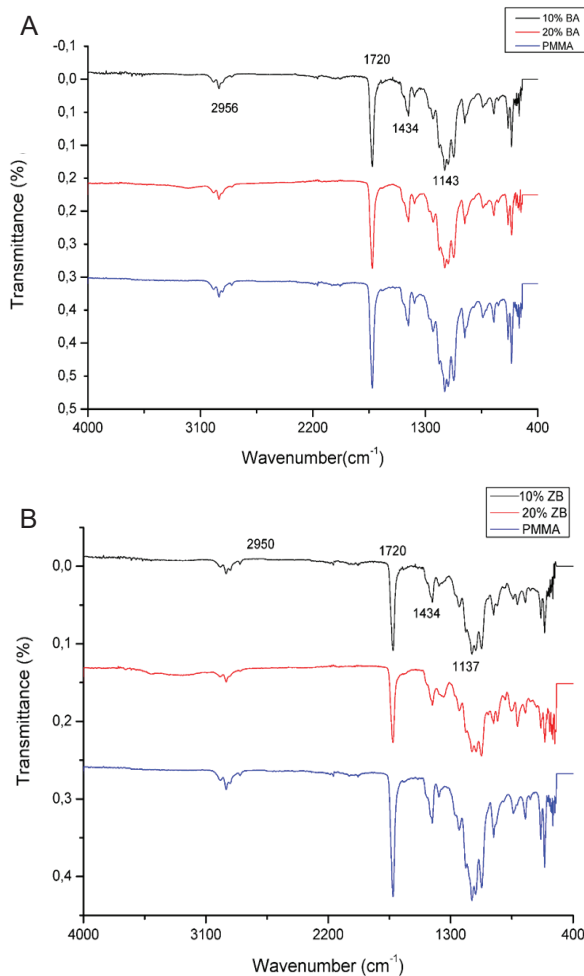 A
10% BA
20% BA
PMMA
-0,1
0,0
0,1
0,1
0,2
0,2
0,3
0,3
0,4
0,4
0,5
0,5
Transmittance (%)
1720
2956
1434
1143
4000
3100
2200
1300
400
Wavenumber(cm⁻¹)
B
10% ZB
20% ZB
PMMA
0,0
0,1
0,2
0,3
0,4
Transmittance (%)
2950
1720
1434
1137
4000
3100
2200
1300
400
Wavenumber (cm⁻¹)